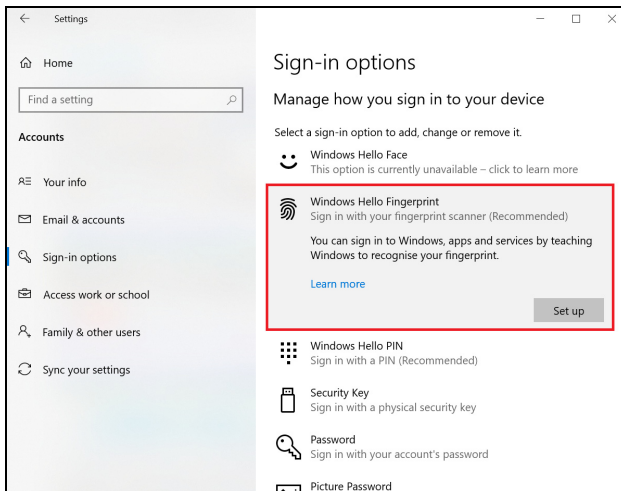 Settings
Home
Find a setting
Accounts
Your info
Email & accounts
Sign-in options
Access work or school
Family & other users
Sync your settings
Sign-in options
Manage how you sign in to your device
Select a sign-in option to add, change or remove it.
Windows Hello Face
This option is currently unavailable – click to learn more
Windows Hello Fingerprint
Sign in with your fingerprint scanner (Recommended)
You can sign in to Windows, apps and services by teaching
Windows to recognise your fingerprint.
Learn more
Set up
Windows Hello PIN
Sign in with a PIN (Recommended)
Security Key
Sign in with a physical security key
Password
Sign in with your account's password
Picture Password